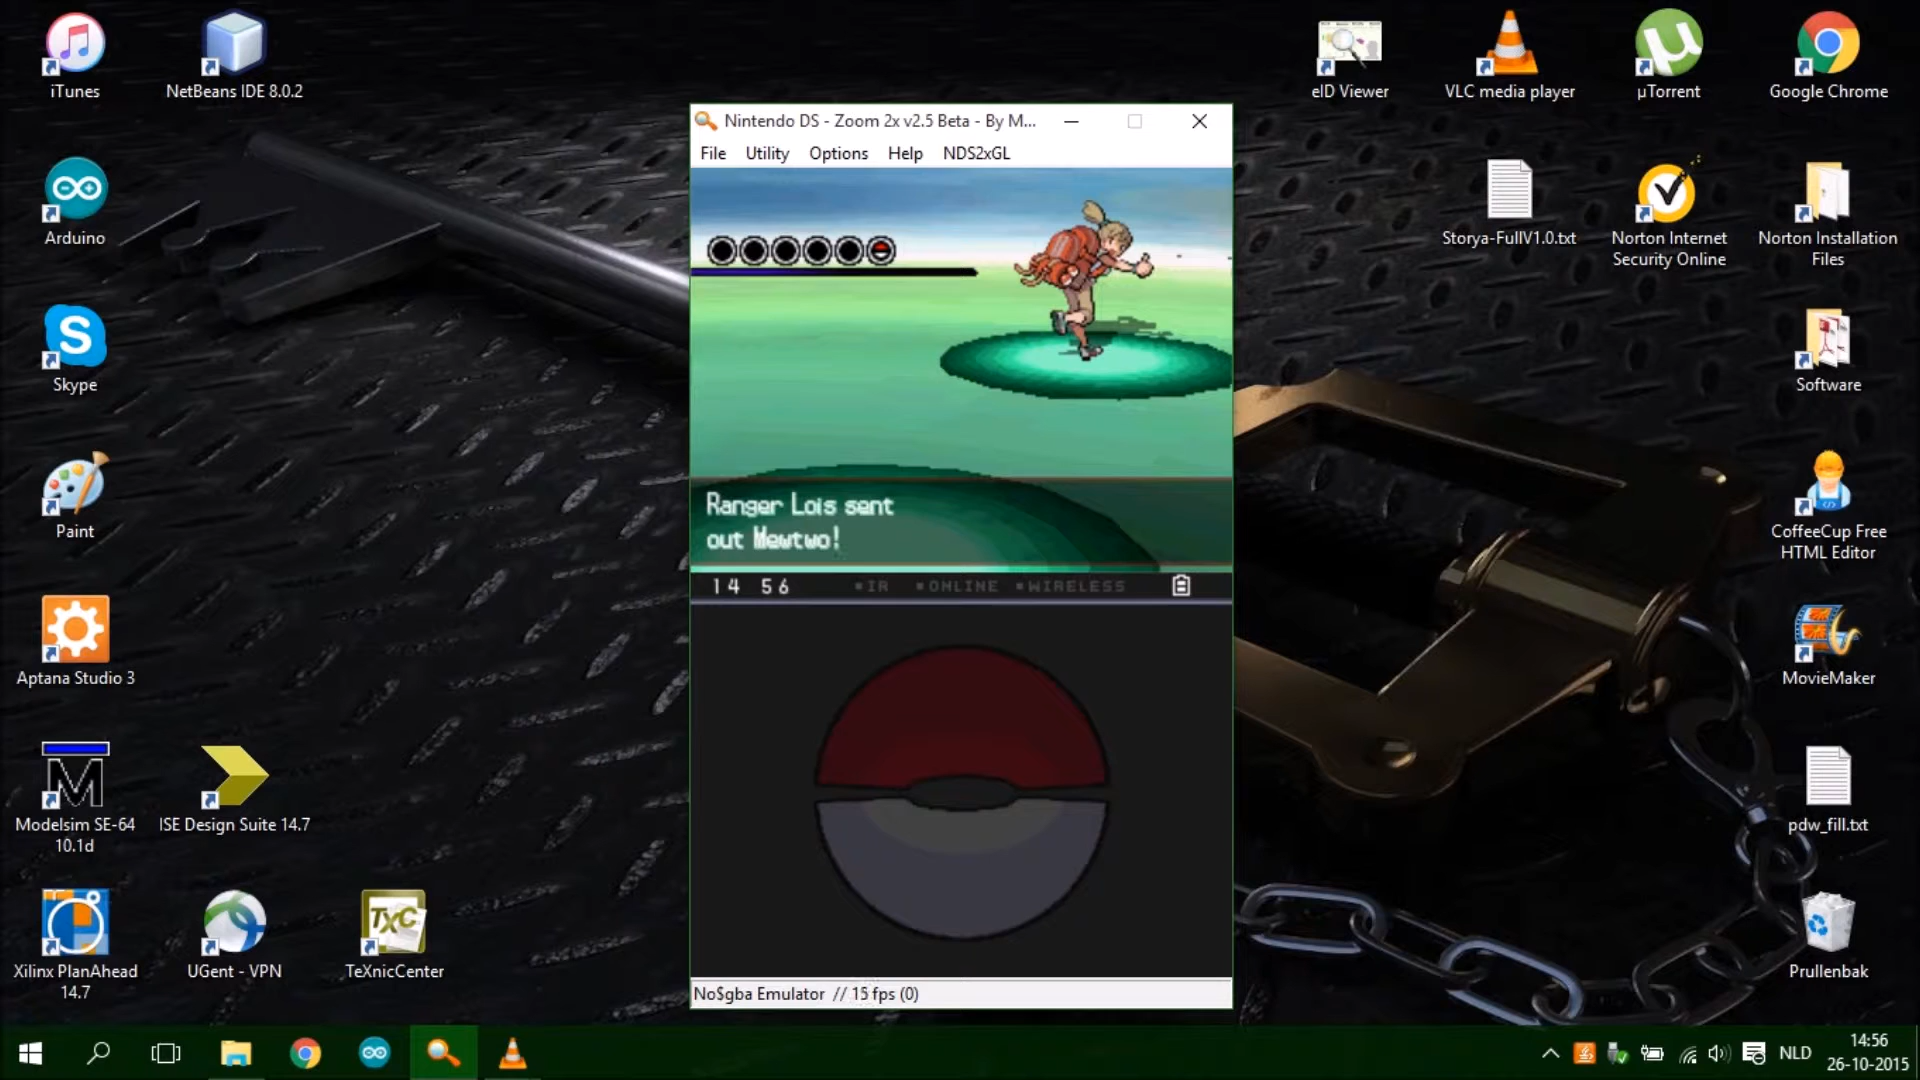 iTunes
NetBeans IDE 8.0.2
eID Viewer
VLC media player
µTorrent
Google Chrome
Arduino
Storya-FullV1.0.txt
Norton Internet
Security Online
Norton Installation
Files
Skype
Software
Paint
CoffeeCup Free
HTML Editor
Aptana Studio 3
MovieMaker
Modelsim SE-64
10.1d
ISE Design Suite 14.7
pdw_fill.txt
Xilinx PlanAhead
14.7
UGent - VPN
TXC
TeXnicCenter
Prullenbak
Nintendo DS - Zoom 2x v2.5 Beta - By M...
File Utility Options Help NDS2xGL
Ranger Lois sent
out Mewtwo!
14 56 IR ONLINE WIRELESS
No$gba Emulator // 15 fps (0)
NLD
14:56
26-10-2015